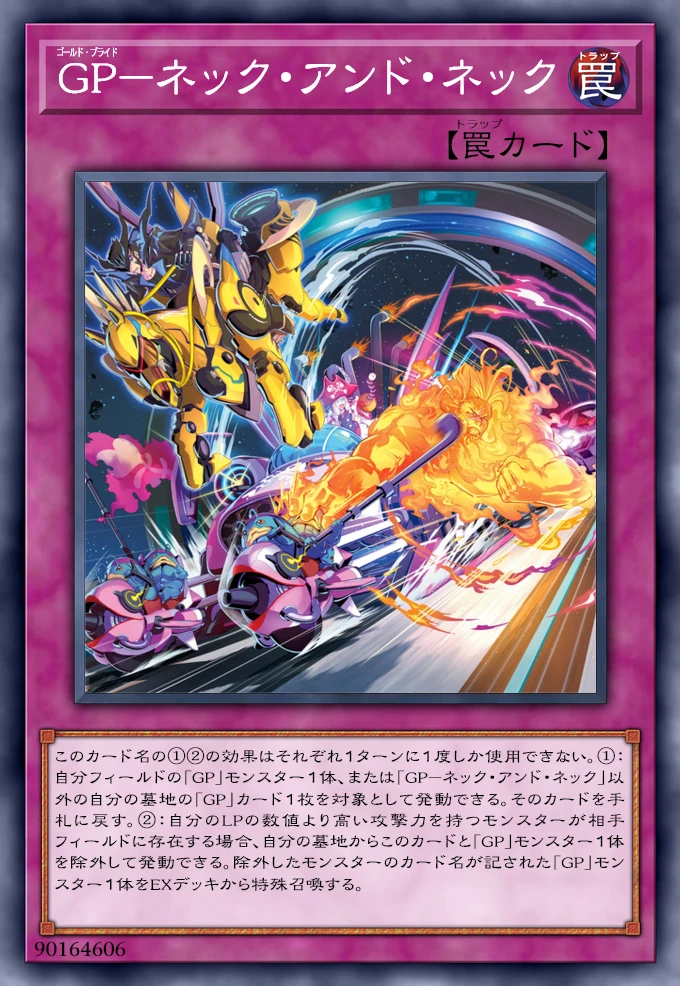 ゴールド・プライド
GP－ネック・アンド・ネック
トラップ
罠
トラップ
【罠カード】
このカード名の①②の効果はそれぞれ１ターンに１度しか使用できない。①：
自分フィールドの「GP」モンスター１体、または「GP－ネック・アンド・ネック」以
外の自分の墓地の「GP」カード１枚を対象として発動できる。そのカードを手
札に戻す。②：自分のLPの数値より高い攻撃力を持つモンスターが相手
フィールドに存在する場合、自分の墓地からこのカードと「GP」モンスター１体
を除外して発動できる。除外したモンスターのカード名が記された「GP」モン
スター１体をEXデッキから特殊召喚する。
90164606